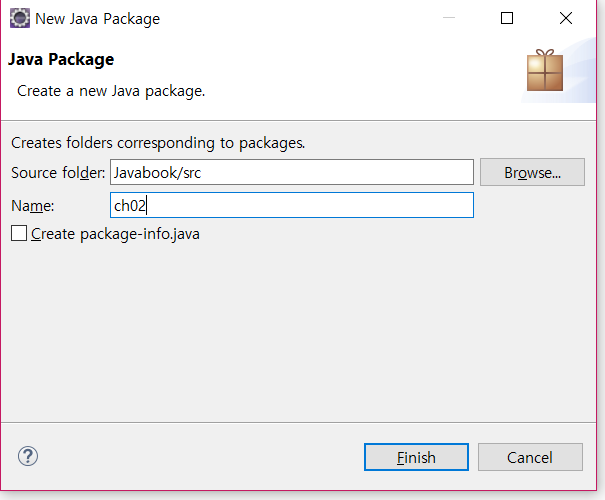 New Java Package
Java Package
Create a new Java package.
Creates folders corresponding to packages.
Source folder: Javabook/src Browse...
Name: ch02
Create package-info.java
? Finish Cancel